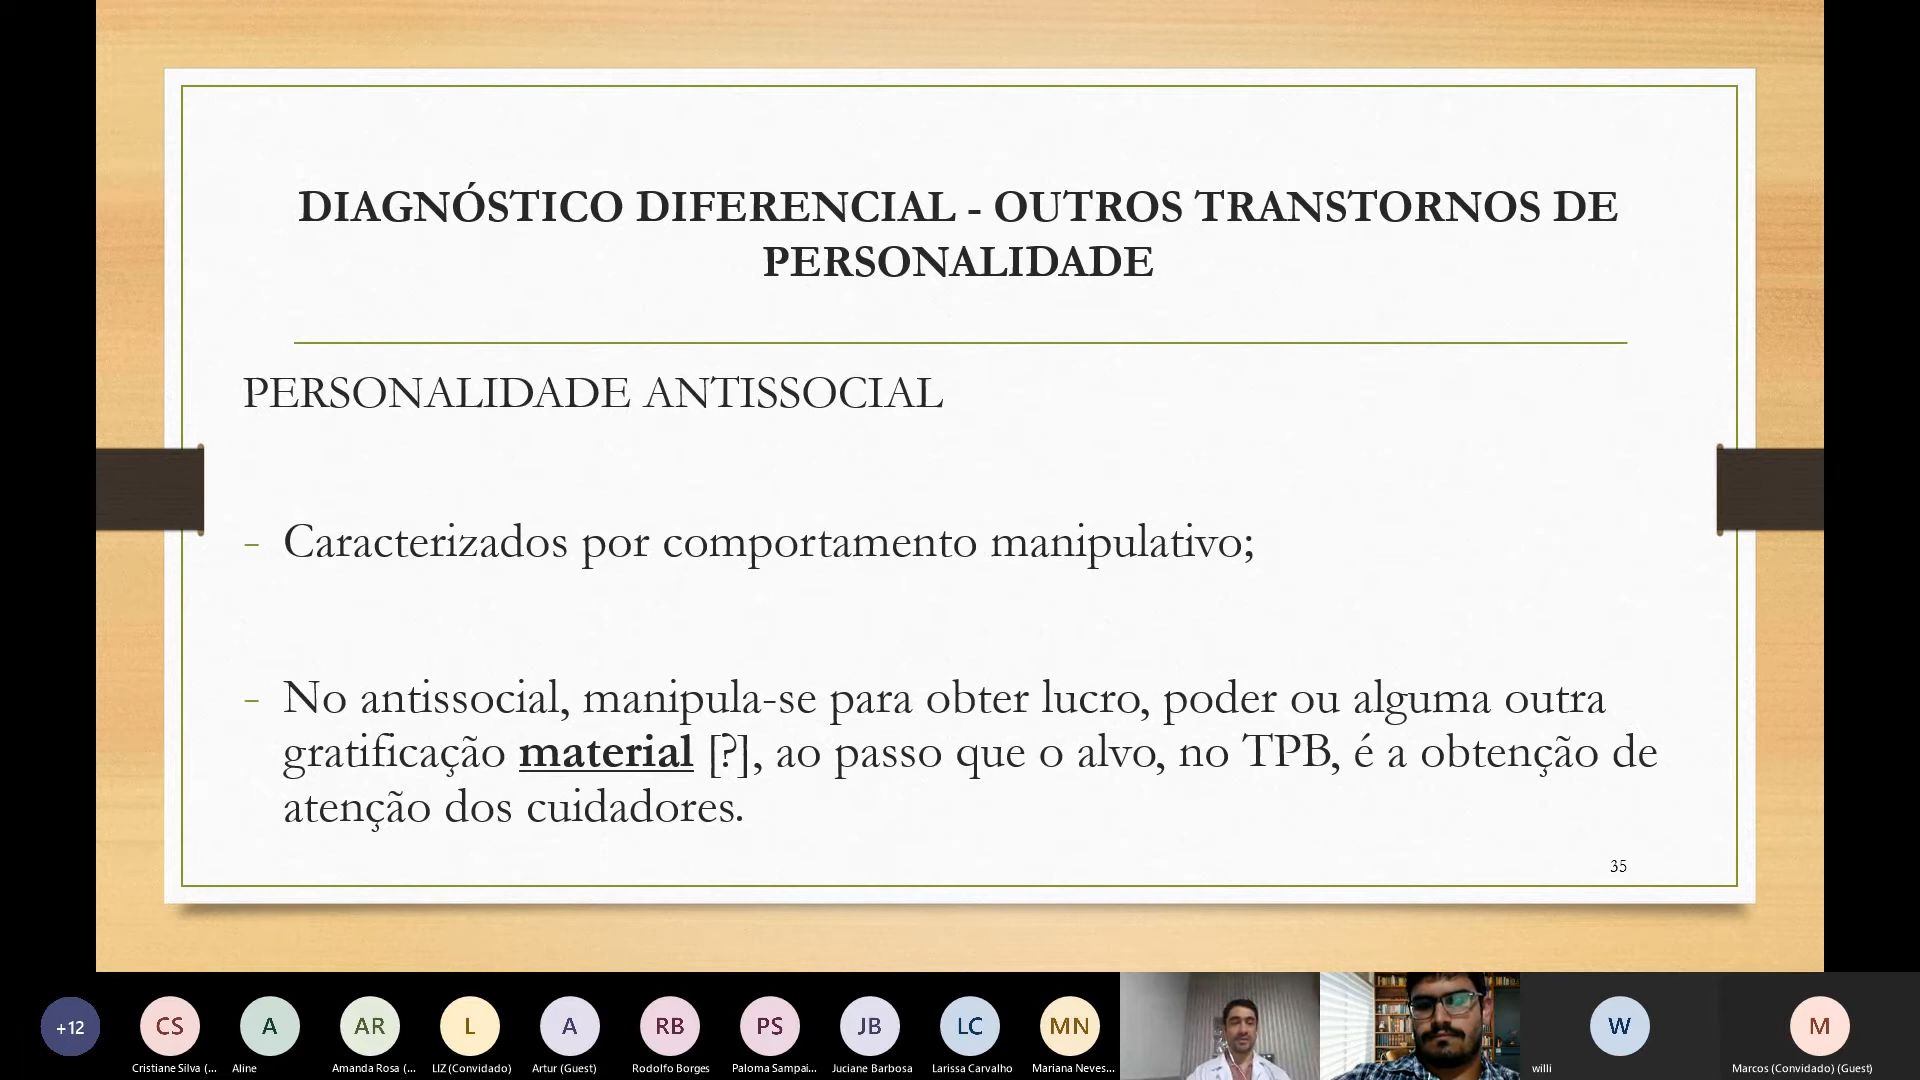 DIAGNÓSTICO DIFERENCIAL - OUTROS TRANSTORNOS DE
PERSONALIDADE
PERSONALIDADE ANTISSOCIAL
- Caracterizados por comportamento manipulativo;
- No antissocial, manipula-se para obter lucro, poder ou alguma outra
gratificação material [?], ao passo que o alvo, no TPB, é a obtenção de
atenção dos cuidadores.
35
+12 CS A AR L A RB PS JB LC MN W M
Cristiane Silva (... Aline Amanda Rosa (... LIZ (Convidado) Artur (Guest) Rodolfo Borges Paloma Sampai... Juciane Barbosa Larissa Carvalho Mariana Neves... willi Marcos (Convidado) (Guest)